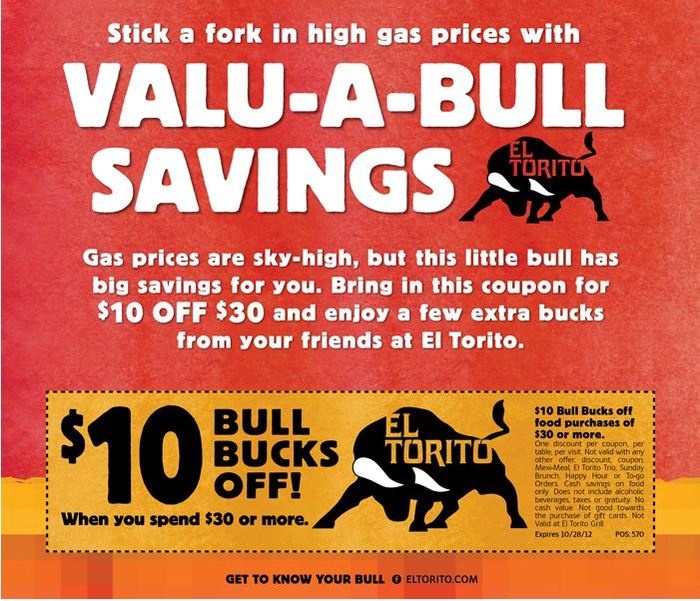 Stick a fork in high gas prices with
VALU-A-BULL
SAVINGS
EL
TORITO
Gas prices are sky-high, but this little bull has
big savings for you. Bring in this coupon for
$10 OFF $30 and enjoy a few extra bucks
from your friends at El Torito.
$10
BULL
BUCKS
OFF!
When you spend $30 or more.
EL
TORITO
$10 Bull Bucks off
food purchases of
$30 or more.
One discount per coupon, per
table, per visit. Not valid with any
other offer, discount, coupon,
Mexi-Meal, El Torito Trio, Sunday
Brunch, Happy Hour or To-go
Orders. Cash savings on food
only. Does not include alcoholic
beverages, taxes or gratuity. No
cash value. Not good towards
the purchase of gift cards. Not
Valid at El Torito Grill.
Expires 10/28/12 POS: 570
GET TO KNOW YOUR BULL f ELTORITO.COM